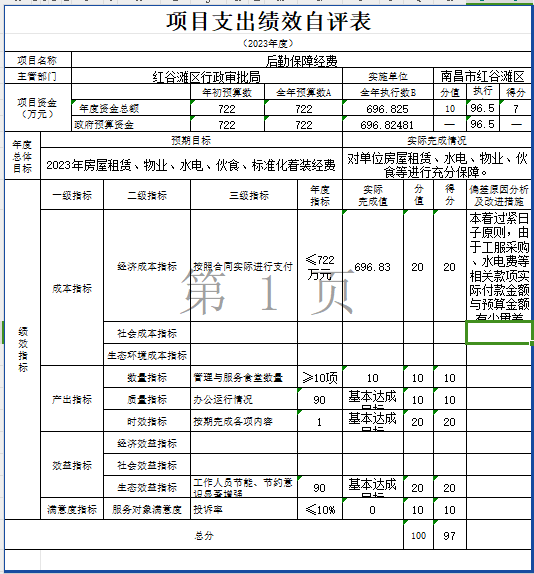 项目支出绩效自评表
（2023年度）
项目名称 后勤保障经费
主管部门 红谷滩区行政审批局 实施单位 南昌市红谷滩区
项目资金（万元） 年初预算数 全年预算数A 全年执行数B 分值 执行 得分
年度资金总额 722 722 696.825 10 96.5 7
政府预算资金 722 722 696.82481 — 96.5 —
年度总体目标 预期目标 实际完成情况
2023年房屋租赁、物业、水电、伙食、标准化着装经费 对单位房屋租赁、水电、物业、伙食等进行充分保障。
绩效指标 一级指标 二级指标 三级指标 年度指标 实际完成值 分值 得分 偏差原因分析及改进措施
成本指标 经济成本指标 按照合同实际进行支付 ≤722万元 696.83 20 20 本着过紧日子原则，由于工服采购、水电费等相关款项实际付款金额与预算金额有少里差
社会成本指标
生态环境成本指标
产出指标 数量指标 管理与服务食堂数量 ≥10项 10 10 10
质量指标 办公运行情况 90 基本达成目标 10 10
时效指标 按期完成各项内容 1 基本达成目标 20 20
效益指标 经济效益指标
社会效益指标
生态效益指标 工作人员节能、节约意识显著增强 90 基本达成目标 20 20
满意度指标 服务对象满意度 投诉率 ≤10% 0 10 10
总分 100 97
第 1 页